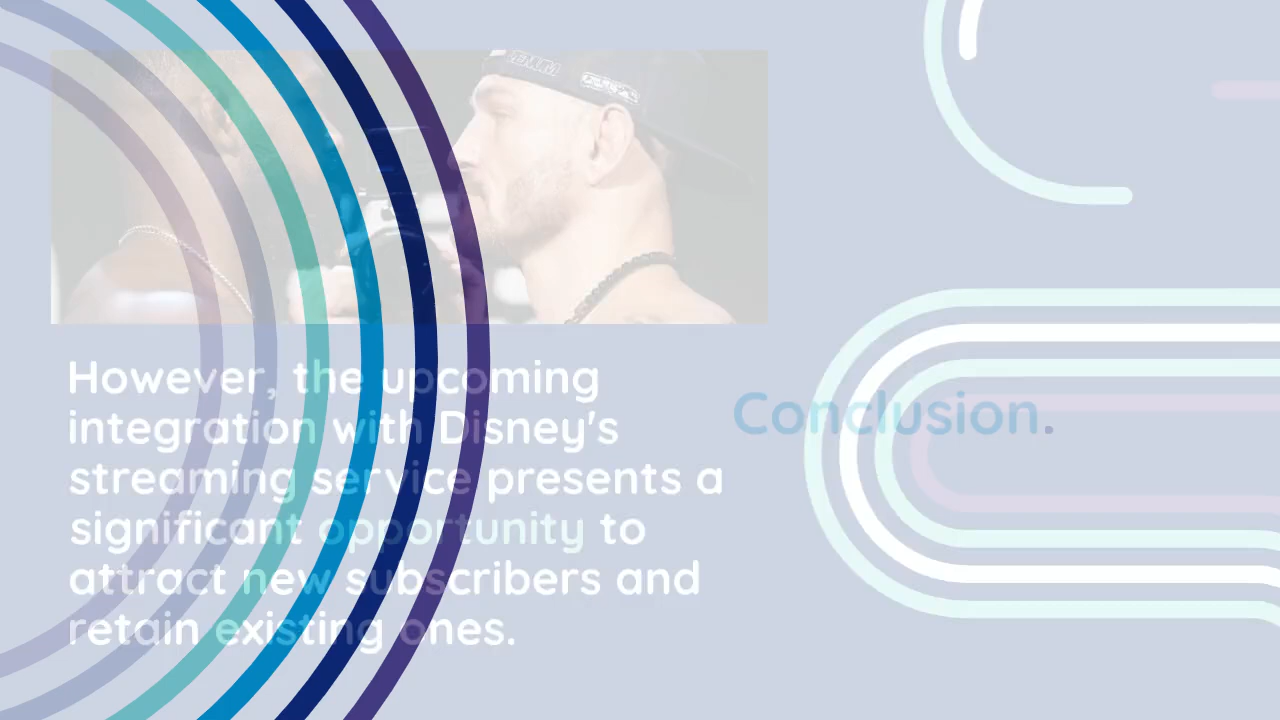 VENUM
However, the upcoming
integration with Disney's
streaming service presents a
significant opportunity to
attract new subscribers and
retain existing ones.
Conclusion.